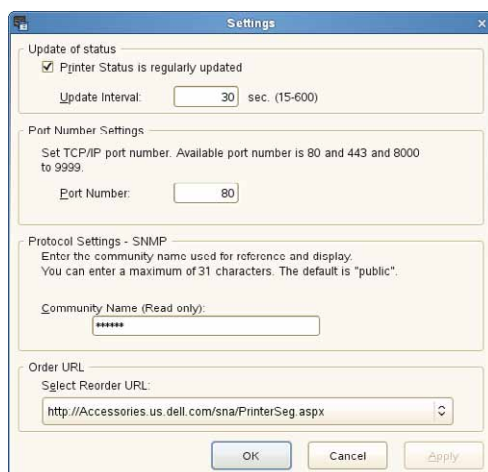 Settings
Update of status
Printer Status is regularly updated
Update Interval: 30 sec. (15-600)
Port Number Settings
Set TCP/IP port number. Available port number is 80 and 443 and 8000
to 9999.
Port Number: 80
Protocol Settings - SNMP
Enter the community name used for reference and display.
You can enter a maximum of 31 characters. The default is "public".
Community Name (Read only):
******
Order URL
Select Reorder URL:
http://Accessories.us.dell.com/sna/PrinterSeg.aspx
OK Cancel Apply